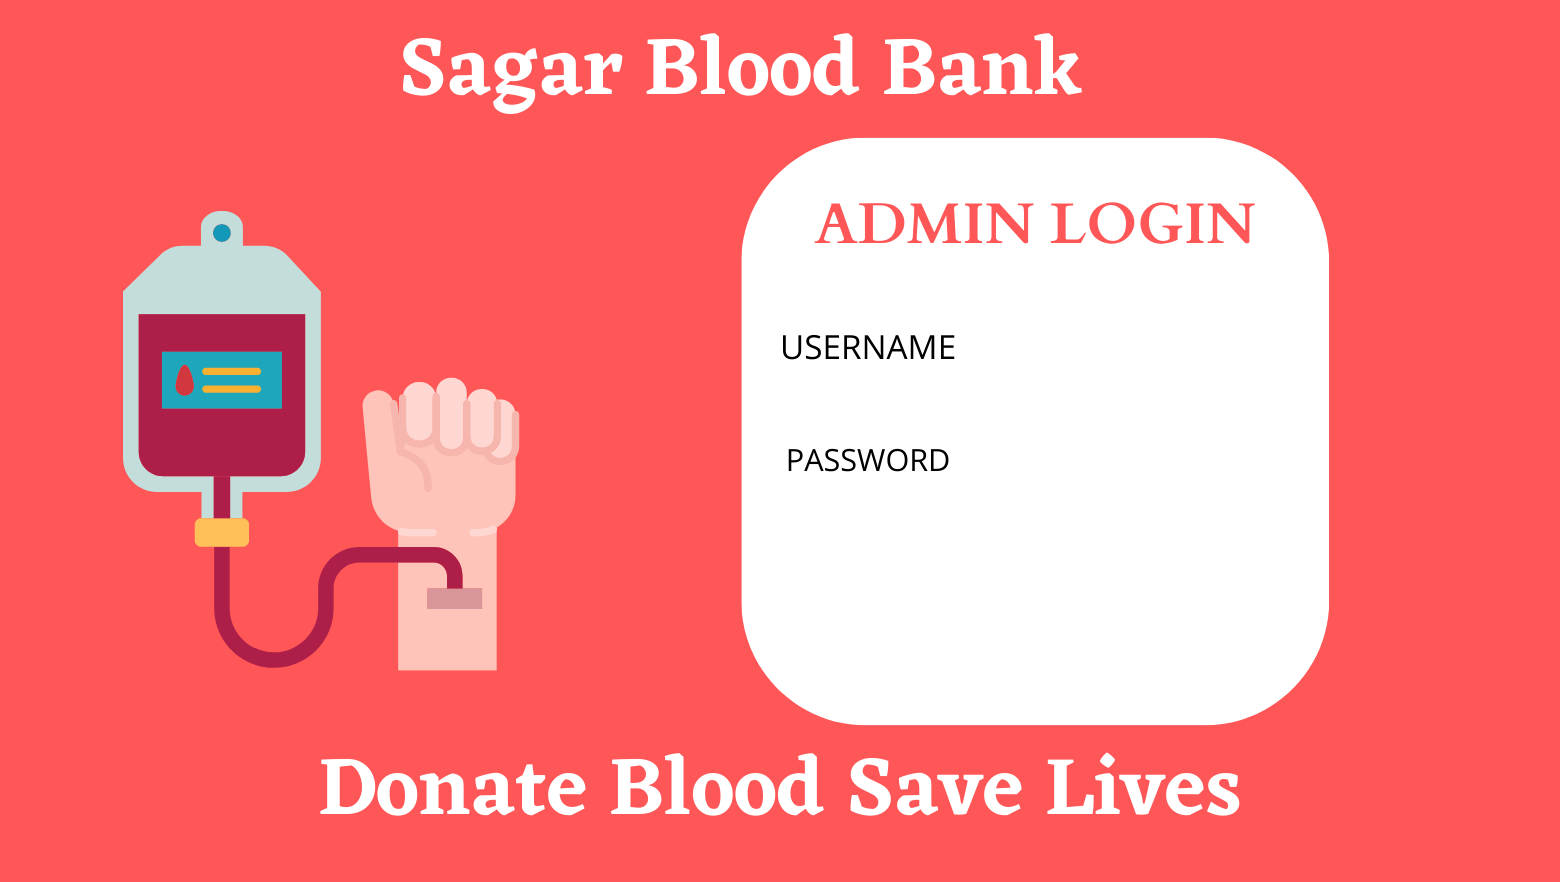 Sagar Blood Bank
ADMIN LOGIN
USERNAME
PASSWORD
Donate Blood Save Lives